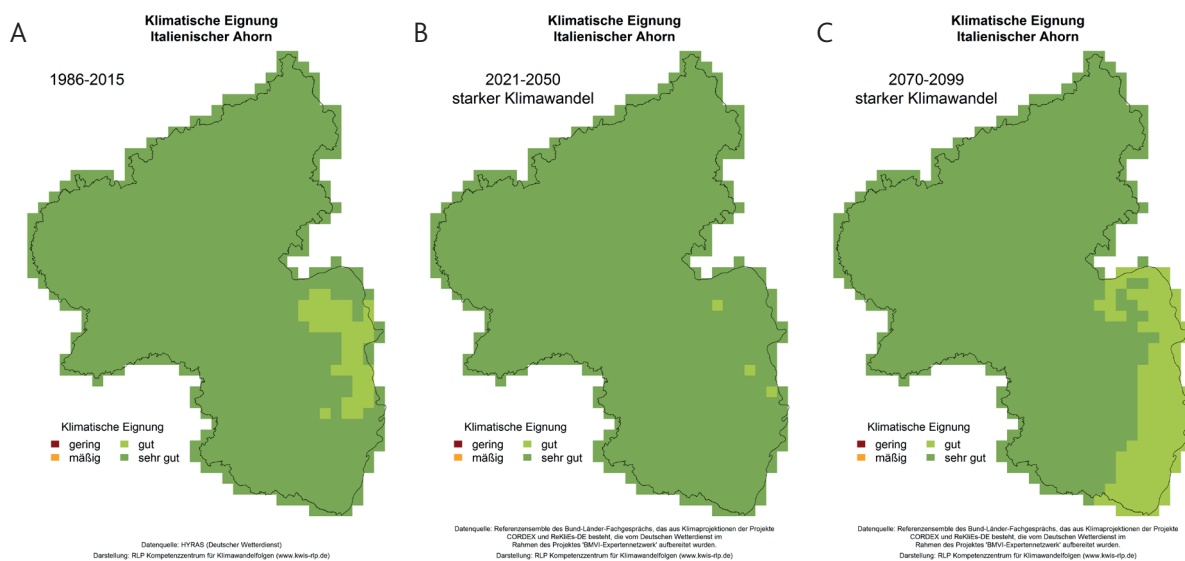 A
Klimatische Eignung
Italienischer Ahorn
1986-2015
Klimatische Eignung
gering
gut
mäßig
sehr gut
Datenquelle: HYRAS (Deutscher Wetterdienst)
Darstellung: RLP Kompetenzzentrum für Klimawandelfolgen (www.kwis-rlp.de)
B
Klimatische Eignung
Italienischer Ahorn
2021-2050
starker Klimawandel
Klimatische Eignung
gering
gut
mäßig
sehr gut
Datenquelle: Referenzensemble des Bund-Länder-Fachgesprächs, das aus Klimaprojektionen der Projekte
CORDEX und ReKliEs-DE besteht, die vom Deutschen Wetterdienst im
Rahmen des Projektes 'BMVI-Expertennetzwerk' aufbereitet wurden.
Darstellung: RLP Kompetenzzentrum für Klimawandelfolgen (www.kwis-rlp.de)
C
Klimatische Eignung
Italienischer Ahorn
2070-2099
starker Klimawandel
Klimatische Eignung
gering
gut
mäßig
sehr gut
Datenquelle: Referenzensemble des Bund-Länder-Fachgesprächs, das aus Klimaprojektionen der Projekte
CORDEX und ReKliEs-DE besteht, die vom Deutschen Wetterdienst im
Rahmen des Projektes 'BMVI-Expertennetzwerk' aufbereitet wurden.
Darstellung: RLP Kompetenzzentrum für Klimawandelfolgen (www.kwis-rlp.de)